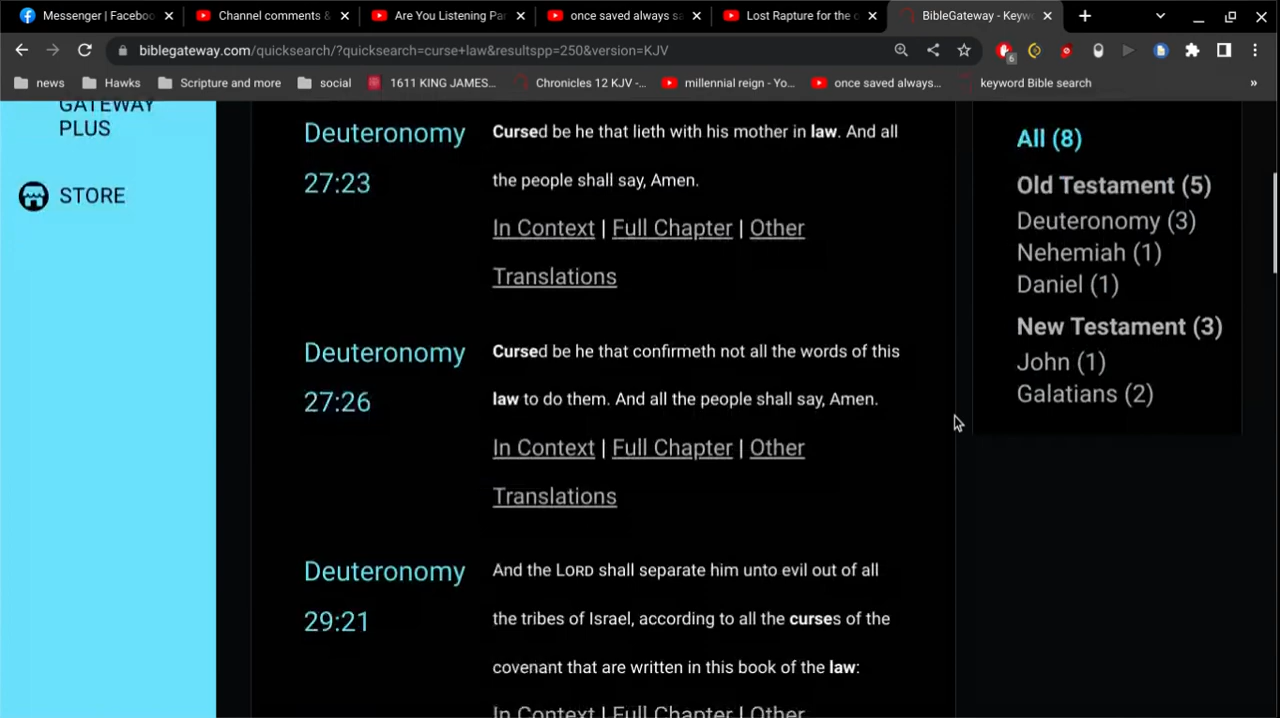 Messenger | Faceboo
Channel comments &
Are You Listening Par
once saved always sa
Lost Rapture for the c
BibleGateway - Keyw
biblegateway.com/quicksearch/?quicksearch=curse+law&resultspp=250&version=KJV
6
news
Hawks
Scripture and more
social
1611 KING JAMES...
Chronicles 12 KJV -...
millennial reign - Yo...
once saved always...
keyword Bible search
»
GATEWAY
PLUS
STORE
Deuteronomy
27:23
Cursed be he that lieth with his mother in law. And all
the people shall say, Amen.
In Context | Full Chapter | Other
Translations
Deuteronomy
27:26
Cursed be he that confirmeth not all the words of this
law to do them. And all the people shall say, Amen.
In Context | Full Chapter | Other
Translations
Deuteronomy
29:21
And the LORD shall separate him unto evil out of all
the tribes of Israel, according to all the curses of the
covenant that are written in this book of the law:
In Context | Full Chapter | Other
All (8)
Old Testament (5)
Deuteronomy (3)
Nehemiah (1)
Daniel (1)
New Testament (3)
John (1)
Galatians (2)